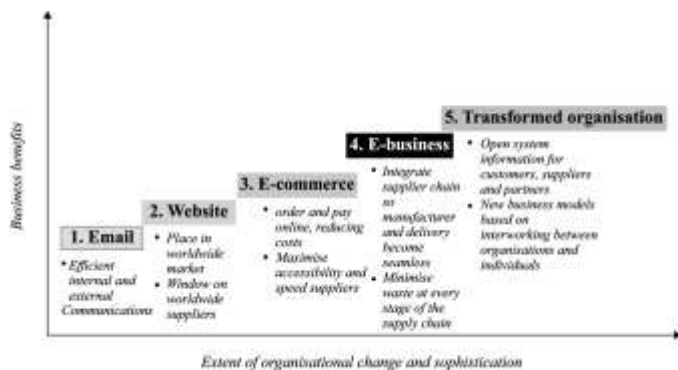 Business benefits
5. Transformed organisation
• Open system
information for
customers, suppliers
and partners
• New business models
based on
interworking between
organisations and
individuals
4. E-business
• Integrate
supplier chain
so
manufacturer
and delivery
become
seamless
• Minimise
waste at every
stage of the
supply chain
3. E-commerce
• order and pay
online, reducing
costs
• Maximise
accessibility and
speed suppliers
2. Website
• Place in
worldwide
market
• Window on
worldwide
suppliers
1. Email
• Efficient
internal and
external
Communications
Extent of organisational change and sophistication